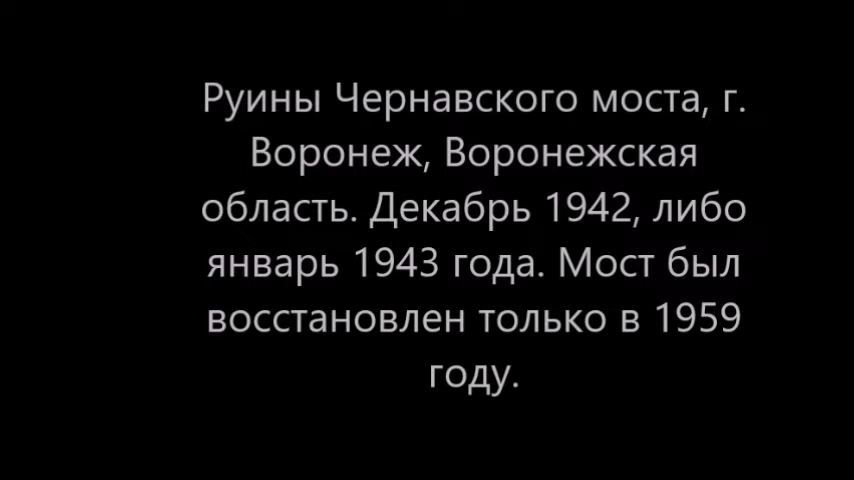 Руины Чернавского моста, г.
Воронеж, Воронежская
область. Декабрь 1942, либо
январь 1943 года. Мост был
восстановлен только в 1959
году.